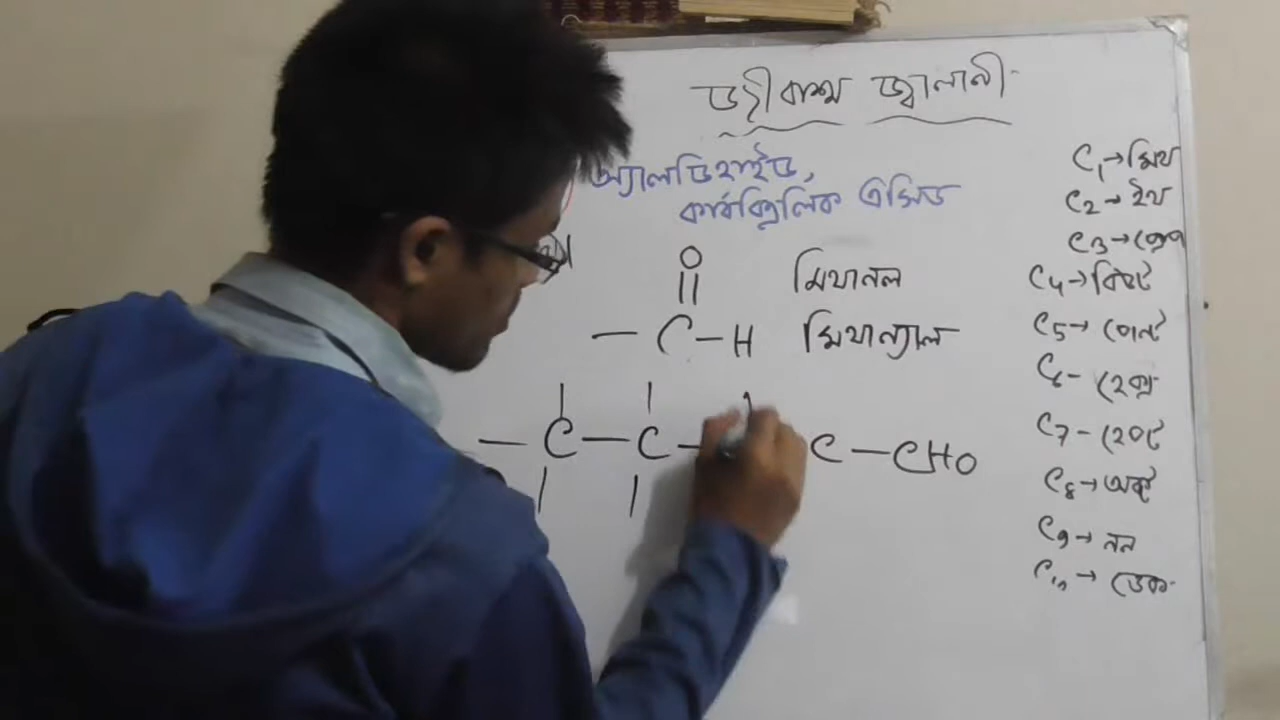 জীবাশ্ম জ্বালানী
অ্যালডিহাইড,
কার্বক্সিলিক এসিড
O
||
— C — H
মিথানল
মিথান্যাল
— C — C —
C — CHO
C₁ → মিথ
C₂ → ইথ
C₃ → প্রোপ
C₄ → বিউট
C₅ → পেন্ট
C₆ – হেক্স
C₇ – হেপ্ট
C₈ → অক্ট
C₉ → নন
C₁₀ → ডেক